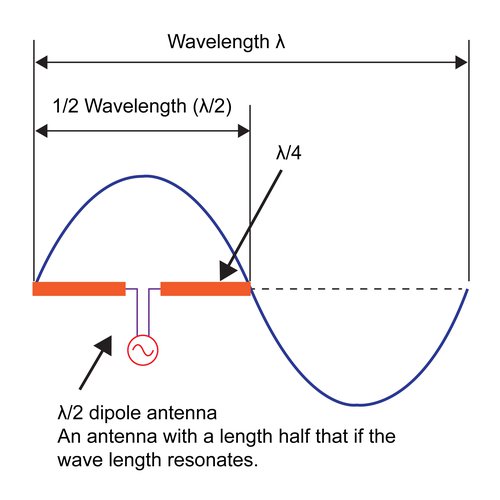 Wavelength λ
1/2 Wavelength (λ/2)
λ/4
λ/2 dipole antenna
An antenna with a length half that if the
wave length resonates.